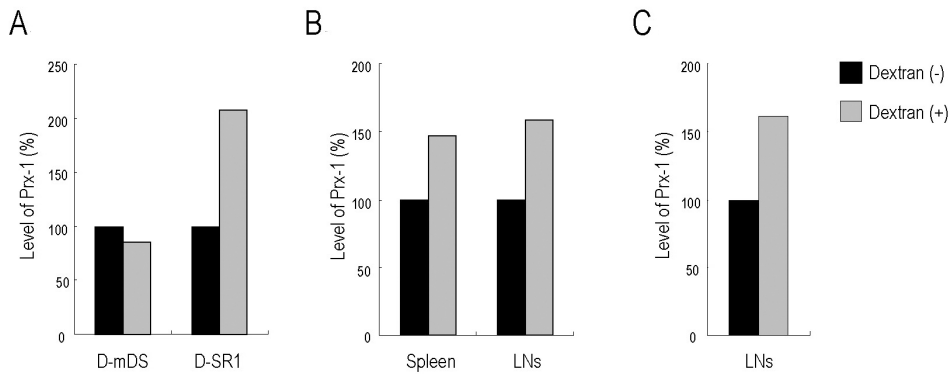 A
Level of Prx-1 (%)
250
200
150
100
50
0
D-mDS
D-SR1
B
Level of Prx-1 (%)
200
150
100
50
0
Spleen
LNs
C
Level of Prx-1 (%)
200
150
100
50
0
LNs
Dextran (-)
Dextran (+)